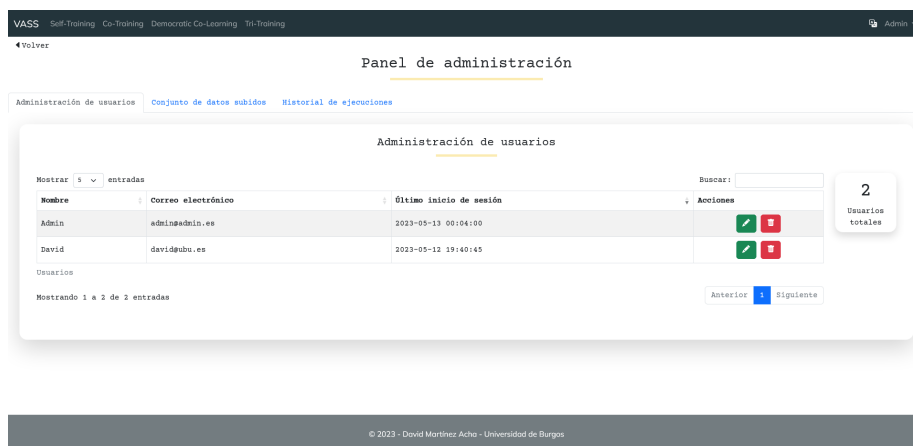 VASS Self-Training Co-Training Democratic Co-Learning Tri-Training Admin
Volver
Panel de administración
Administración de usuarios Conjunto de datos subidos Historial de ejecuciones
Administración de usuarios
Mostrar 5 entradas Buscar:
Nombre Correo electrónico Último inicio de sesión Acciones
Admin admin@admin.es 2023-05-13 00:04:00
David david@ubu.es 2023-05-12 19:40:45
2
Usuarios
totales
Usuarios
Mostrando 1 a 2 de 2 entradas Anterior 1 Siguiente
© 2023 - David Martínez Acha - Universidad de Burgos